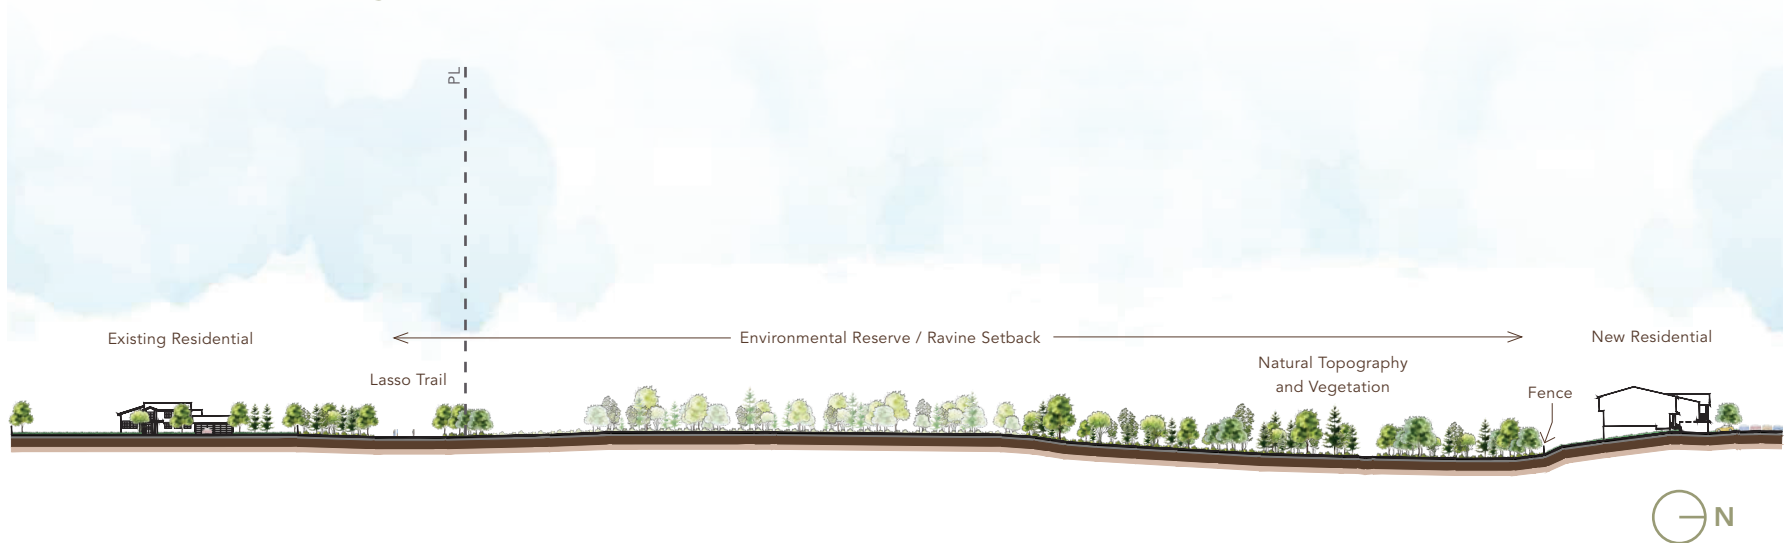 PL
Existing Residential
Environmental Reserve / Ravine Setback
New Residential
Lasso Trail
Natural Topography
and Vegetation
Fence
N